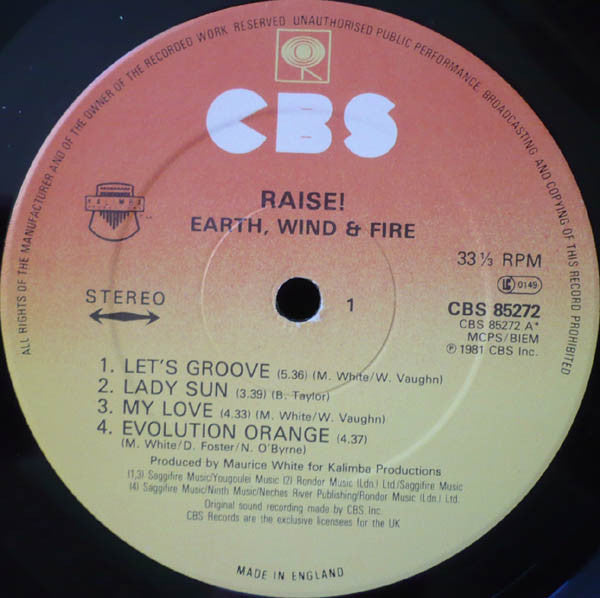 ALL RIGHTS OF THE MANUFACTURER AND OF THE OWNER OF THE RECORDED WORK RESERVED UNAUTHORISED PUBLIC PERFORMANCE BROADCASTING AND COPYING OF THIS RECORD PROHIBITED
CBS
RAISE!
EARTH, WIND & FIRE
KALIMBA
33 1/3 RPM
LC 0149
STEREO
1
CBS 85272
CBS 85272 A*
MCPS/BIEM
℗ 1981 CBS Inc.
1. LET'S GROOVE (5.36) (M. White/W. Vaughn)
2. LADY SUN (3.39) (B. Taylor)
3. MY LOVE (4.33) (M. White/W. Vaughn)
4. EVOLUTION ORANGE (4.37)
(M. White/D. Foster/N. O'Byrne)
Produced by Maurice White for Kalimba Productions
(1,3) Saggifire Music/Yougoulei Music (2) Rondor Music (Ldn.) Ltd/Saggifire Music
(4) Saggifire Music/Ninth Music/Neches River Publishing/Rondor Music (Ldn.) Ltd.
Original sound recording made by CBS Inc.
CBS Records are the exclusive licensees for the UK
MADE IN ENGLAND